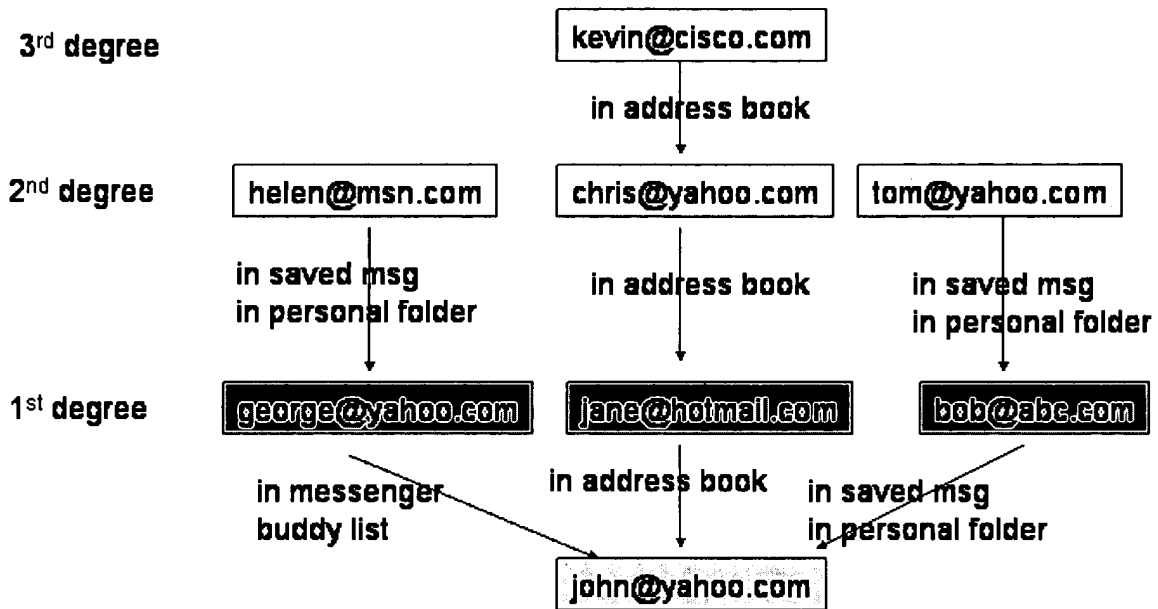 3rd degree
kevin@cisco.com
in address book
2nd degree
helen@msn.com
chris@yahoo.com
tom@yahoo.com
in saved msg
in personal folder
in address book
in saved msg
in personal folder
1st degree
george@yahoo.com
jane@hotmail.com
bob@abc.com
in messenger
buddy list
in address book
in saved msg
in personal folder
john@yahoo.com